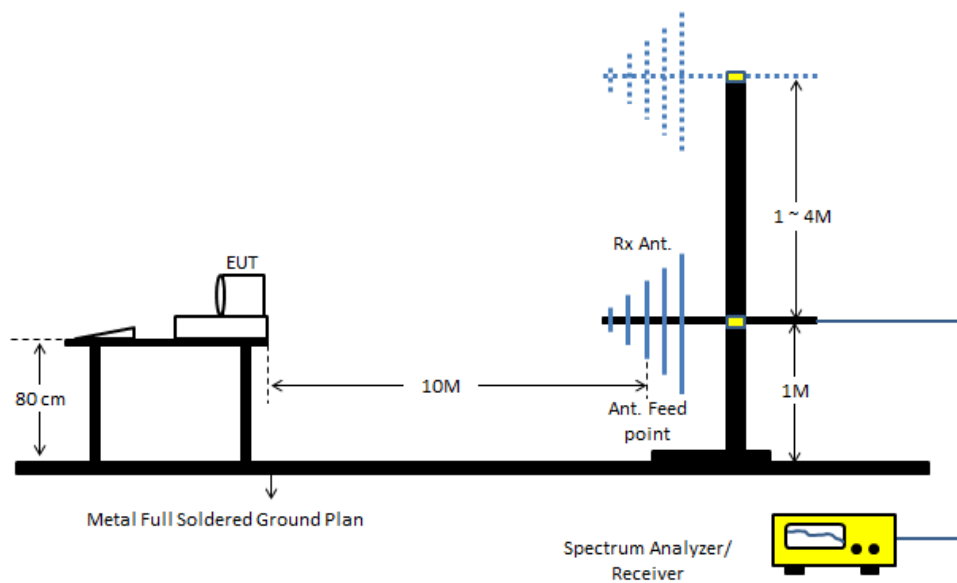 1 ~ 4M
Rx Ant.
EUT
80 cm
10M
1M
Ant. Feed
point
Metal Full Soldered Ground Plan
Spectrum Analyzer/
Receiver